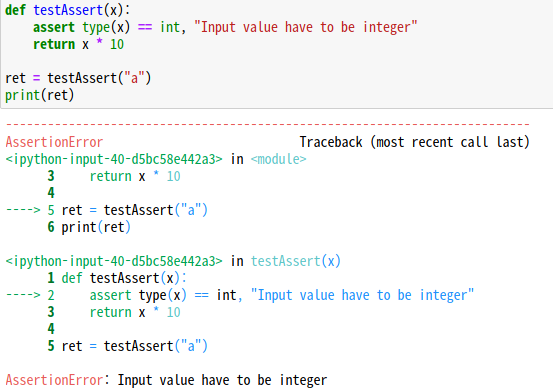 def testAssert(x):
    assert type(x) == int, "Input value have to be integer"
    return x * 10

ret = testAssert("a")
print(ret)
---------------------------------------------------------------------------
AssertionError                            Traceback (most recent call last)
<ipython-input-40-d5bc58e442a3> in <module>
      3     return x * 10
      4
----> 5 ret = testAssert("a")
      6 print(ret)

<ipython-input-40-d5bc58e442a3> in testAssert(x)
      1 def testAssert(x):
----> 2     assert type(x) == int, "Input value have to be integer"
      3     return x * 10
      4
      5 ret = testAssert("a")

AssertionError: Input value have to be integer